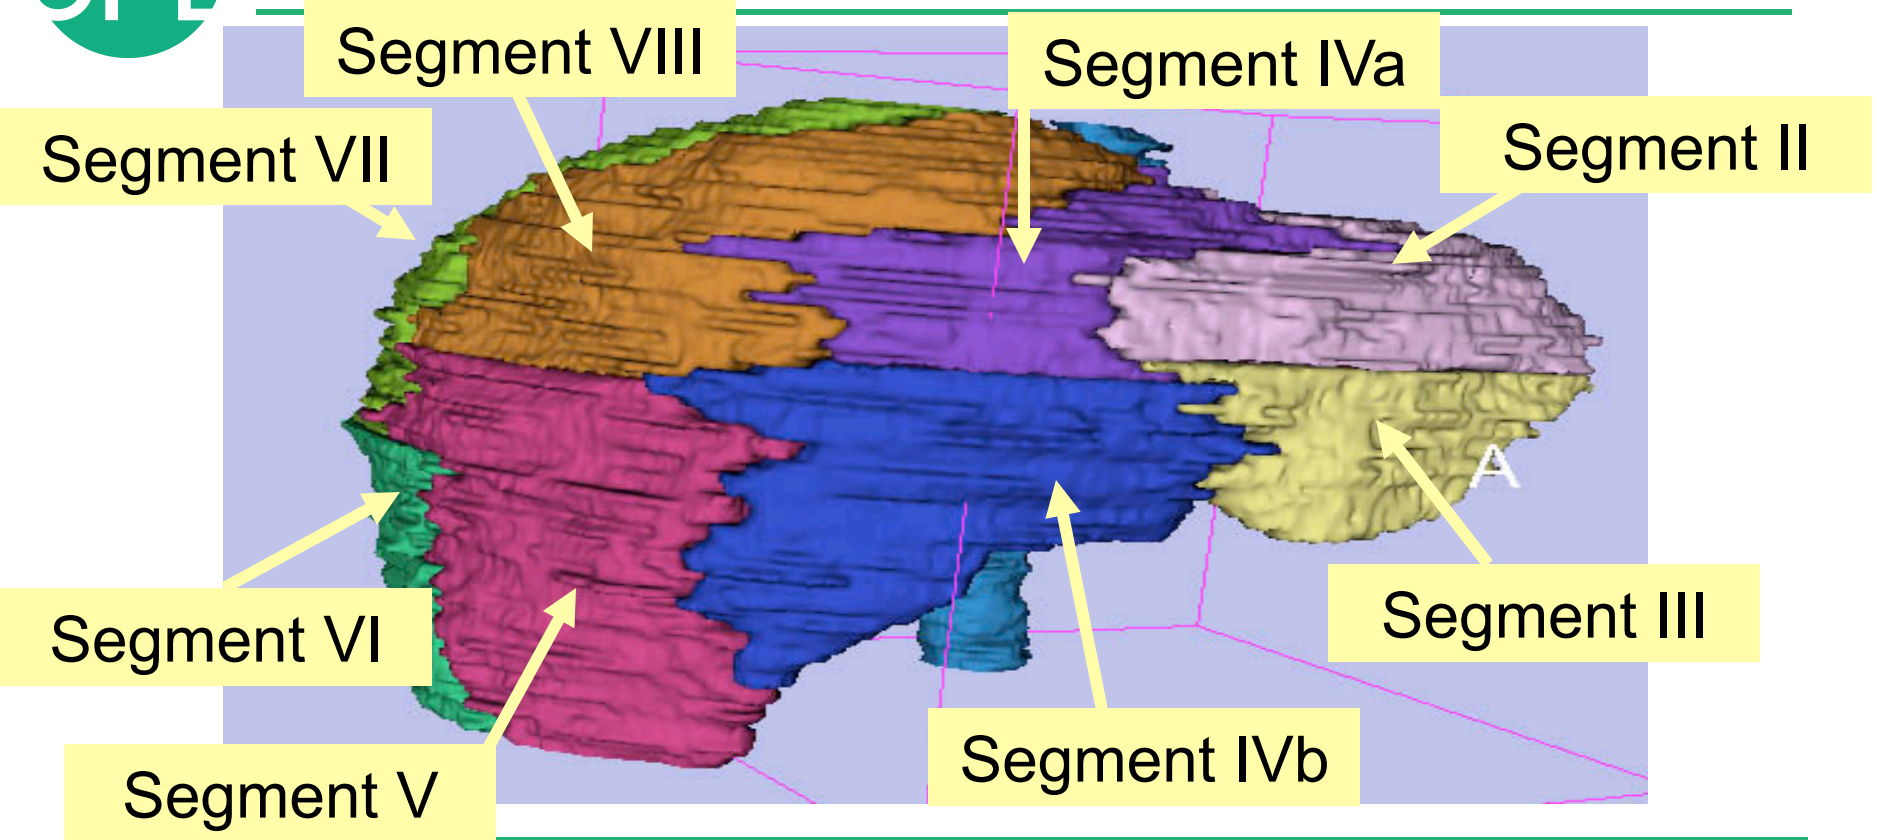 Segment VIII
Segment IVa
Segment VII
Segment II
A
Segment VI
Segment III
Segment IVb
Segment V